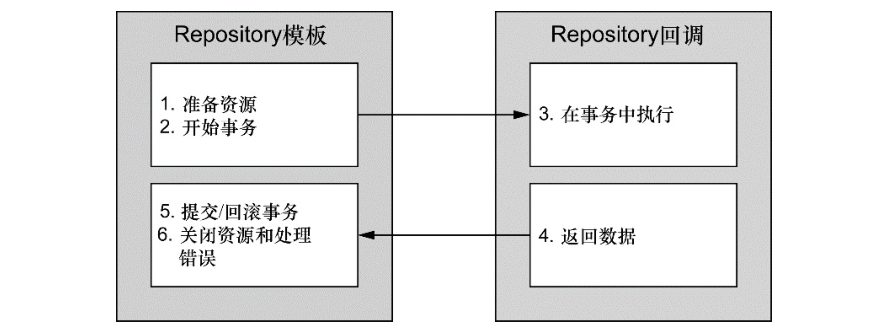 Repository模板
1. 准备资源
2. 开始事务
5. 提交/回滚事务
6. 关闭资源和处理
错误
Repository回调
3. 在事务中执行
4. 返回数据